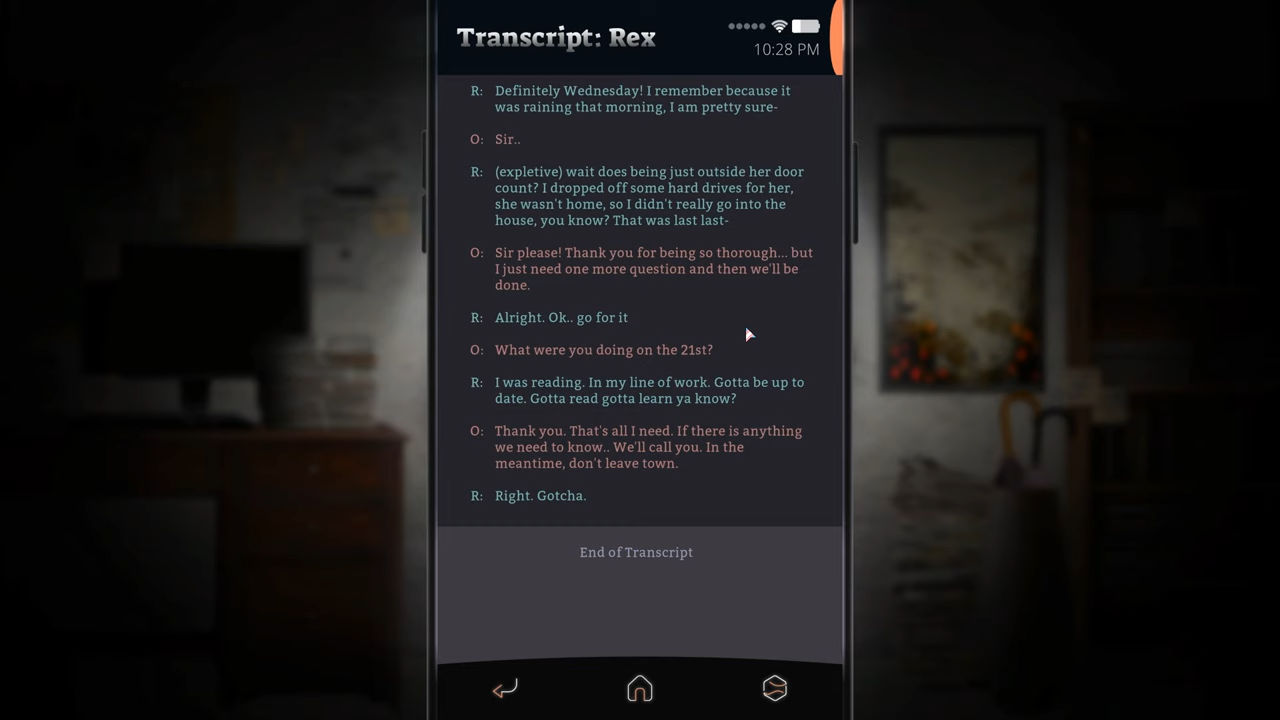 Transcript: Rex
10:28 PM
R: Definitely Wednesday! I remember because it
was raining that morning, I am pretty sure-
O: Sir..
R: (expletive) wait does being just outside her door
count? I dropped off some hard drives for her,
she wasn't home, so I didn't really go into the
house, you know? That was last last-
O: Sir please! Thank you for being so thorough... but
I just need one more question and then we'll be
done.
R: Alright. Ok.. go for it
O: What were you doing on the 21st?
R: I was reading. In my line of work. Gotta be up to
date. Gotta read gotta learn ya know?
O: Thank you. That's all I need. If there is anything
we need to know.. We'll call you. In the
meantime, don't leave town.
R: Right. Gotcha.
End of Transcript